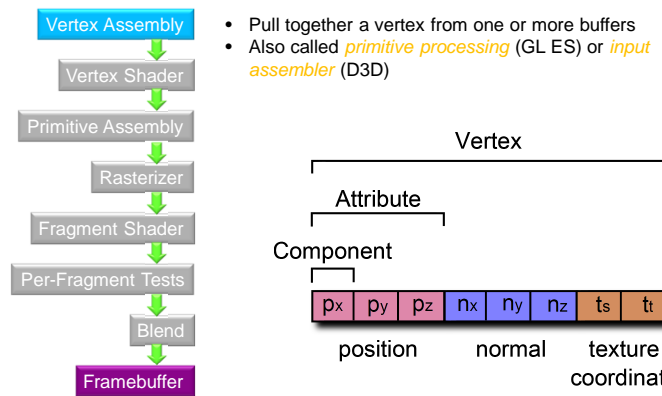 Vertex Assembly
Vertex Shader
Primitive Assembly
Rasterizer
Fragment Shader
Per-Fragment Tests
Blend
Framebuffer
• Pull together a vertex from one or more buffers
• Also called primitive processing (GL ES) or input
assembler (D3D)
Vertex
Attribute
Component
px py pz nx ny nz ts tt
position normal texture
coordinat